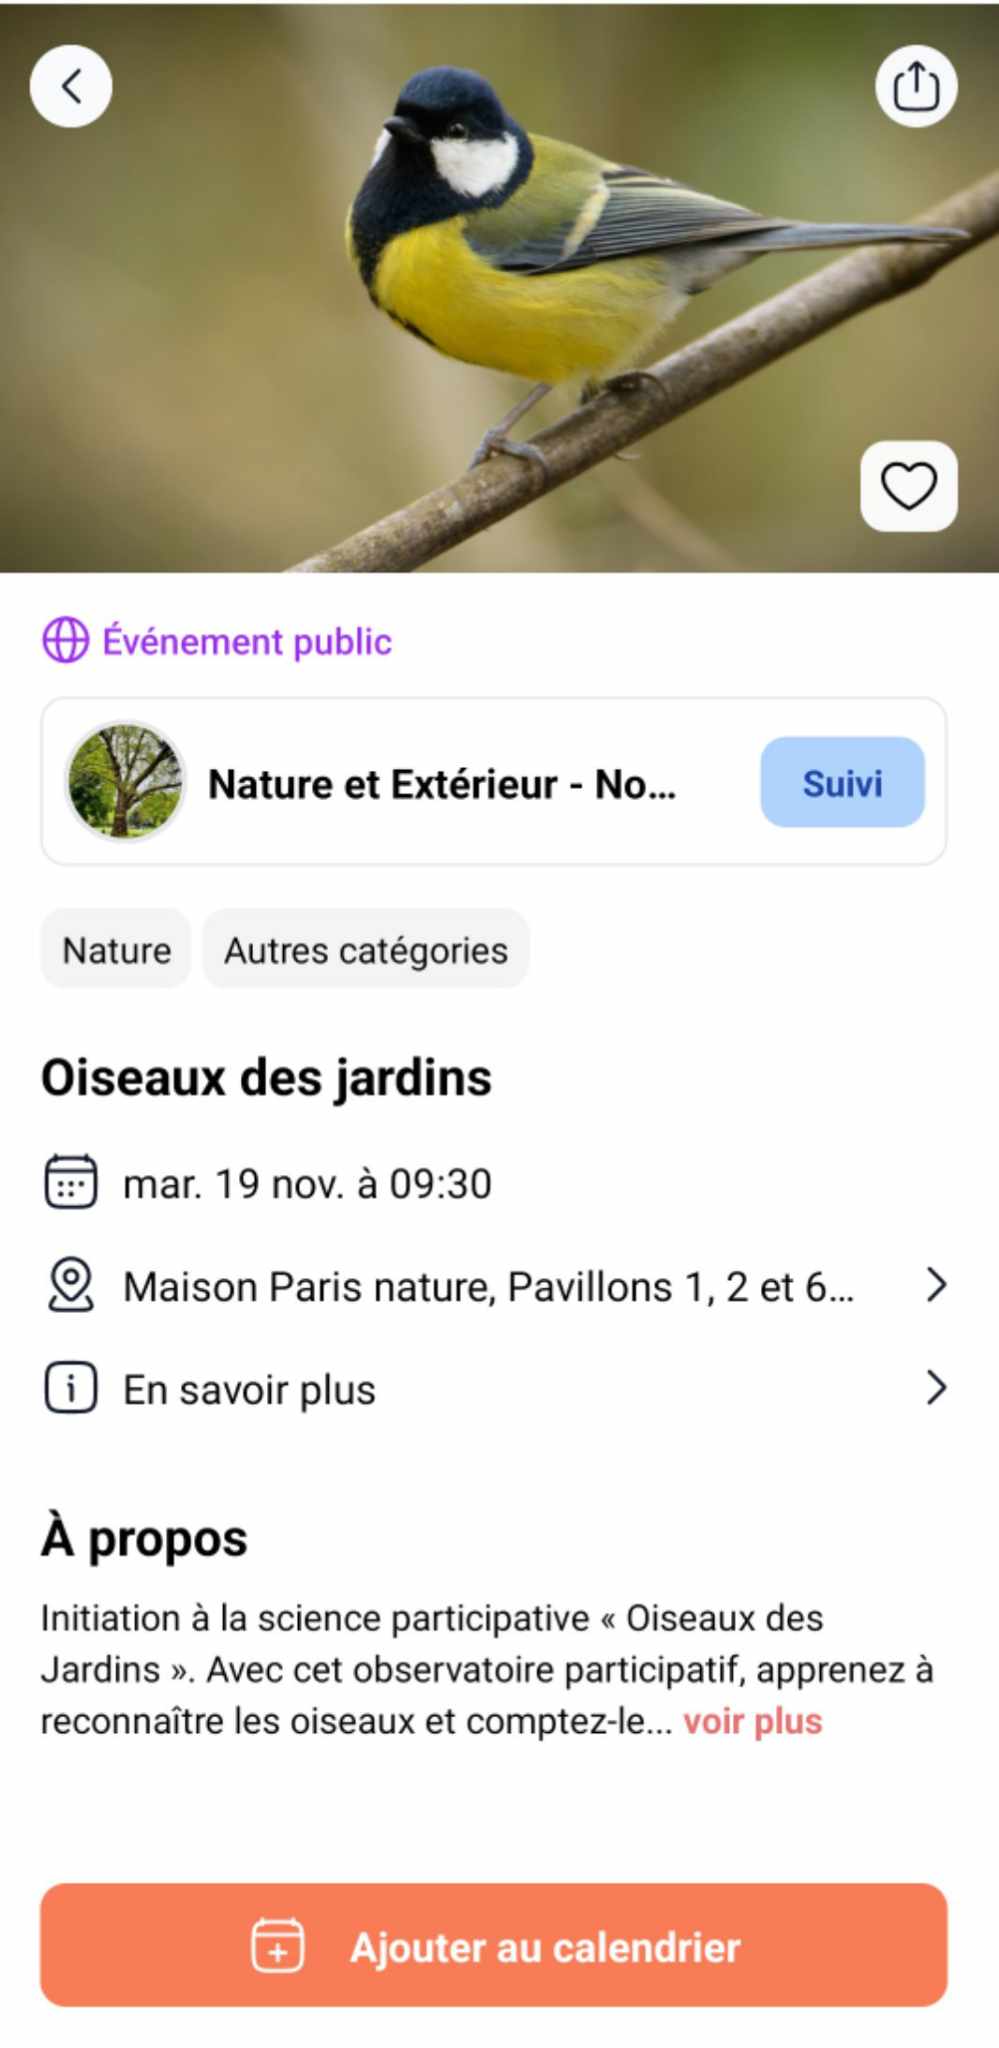 Événement public
Nature et Extérieur - No...
Suivi
Nature
Autres catégories
Oiseaux des jardins
mar. 19 nov. à 09:30
Maison Paris nature, Pavillons 1, 2 et 6...
En savoir plus
À propos
Initiation à la science participative « Oiseaux des
Jardins ». Avec cet observatoire participatif, apprenez à
reconnaître les oiseaux et comptez-le... voir plus
Ajouter au calendrier